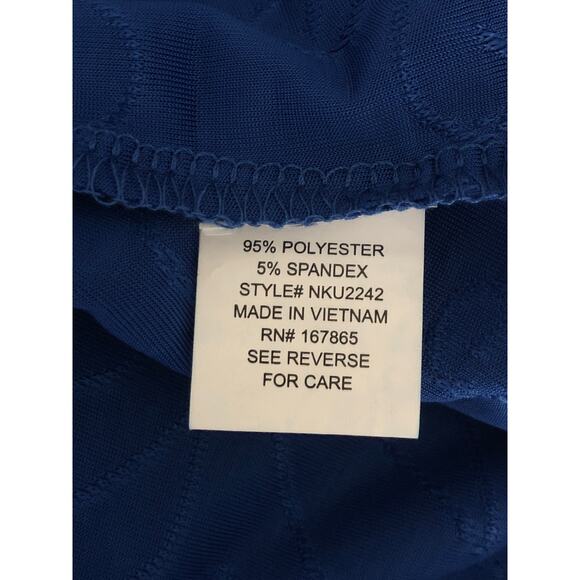 95% POLYESTER
5% SPANDEX
STYLE# NKU2242
MADE IN VIETNAM
RN# 167865
SEE REVERSE
FOR CARE